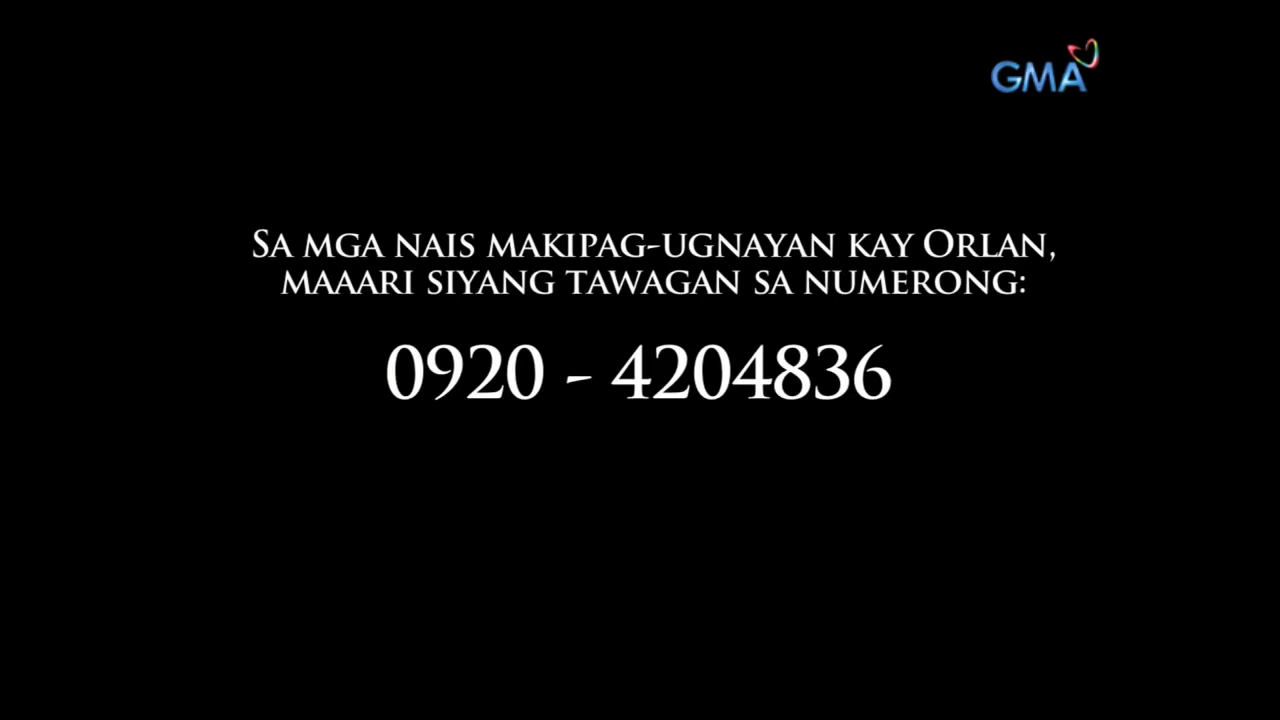 GMA
Sa mga nais makipag-ugnayan kay Orlan,
maaari siyang tawagan sa numerong:
0920 - 4204836